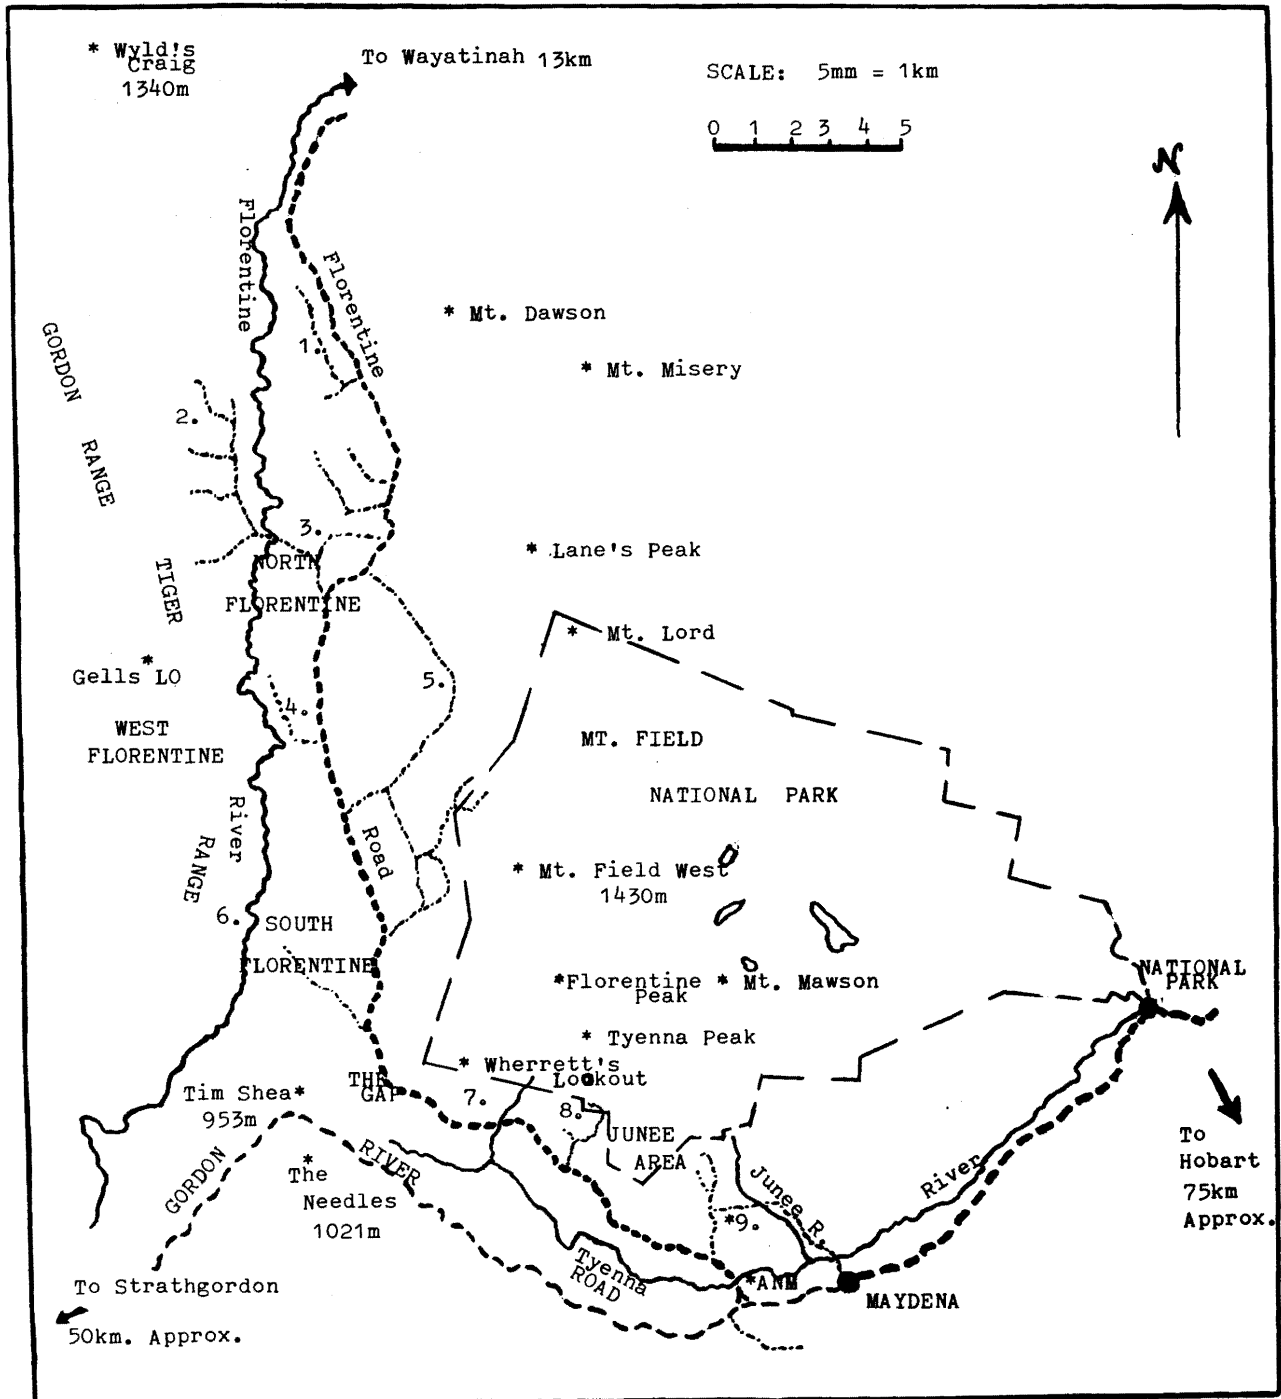 * Wyld's
Craig
1340m
To Wayatinah 13km
SCALE: 5mm = 1km
0 1 2 3 4 5
N
Florentine
Florentine
* Mt. Dawson
* Mt. Misery
GORDON
RANGE
1.
2.
3.
* Lane's Peak
NORTH
FLORENTINE
TIGER
* Mt. Lord
*
Gells LO
4.
5.
WEST
FLORENTINE
MT. FIELD
NATIONAL PARK
River
RANGE
Road
* Mt. Field West
1430m
6.
SOUTH
FLORENTINE
*Florentine
Peak
* Mt. Mawson
NATIONAL
PARK
* Tyenna Peak
* Wherrett's
Lookout
THE
GAP
7.
8.
Tim Shea*
953m
JUNEE
AREA
GORDON
RIVER
*
The
Needles
1021m
Junee R.
*9.
River
To
Hobart
75km
Approx.
Tyenna
ROAD
*ANM
MAYDENA
To Strathgordon
50km. Approx.